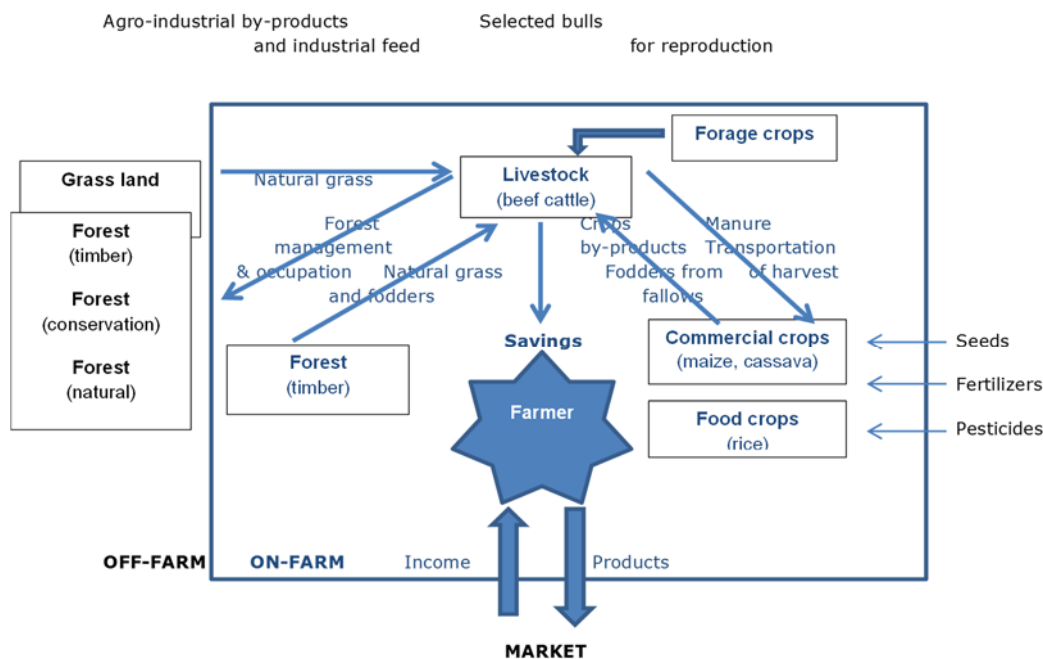 Agro-industrial by-products
and industrial feed
Selected bulls
for reproduction
Forage crops
Grass land
Natural grass
Livestock
(beef cattle)
Forest
(timber)
Forest
(conservation)
Forest
(natural)
Forest
management
& occupation
Natural grass
and fodders
Crops
by-products
Fodders from
fallows
Manure
Transportation
of harvest
Forest
(timber)
Savings
Farmer
Commercial crops
(maize, cassava)
Food crops
(rice)
Seeds
Fertilizers
Pesticides
OFF-FARM
ON-FARM
Income
Products
MARKET